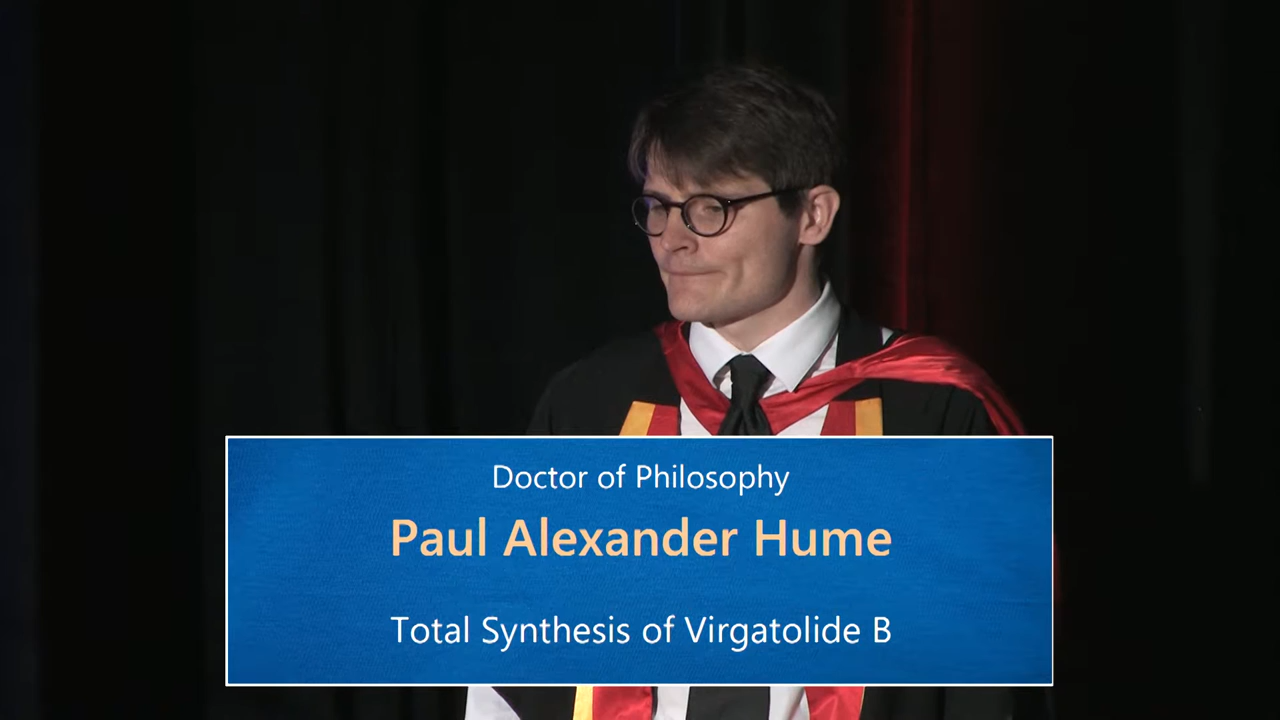 Doctor of Philosophy
Paul Alexander Hume
Total Synthesis of Virgatolide B